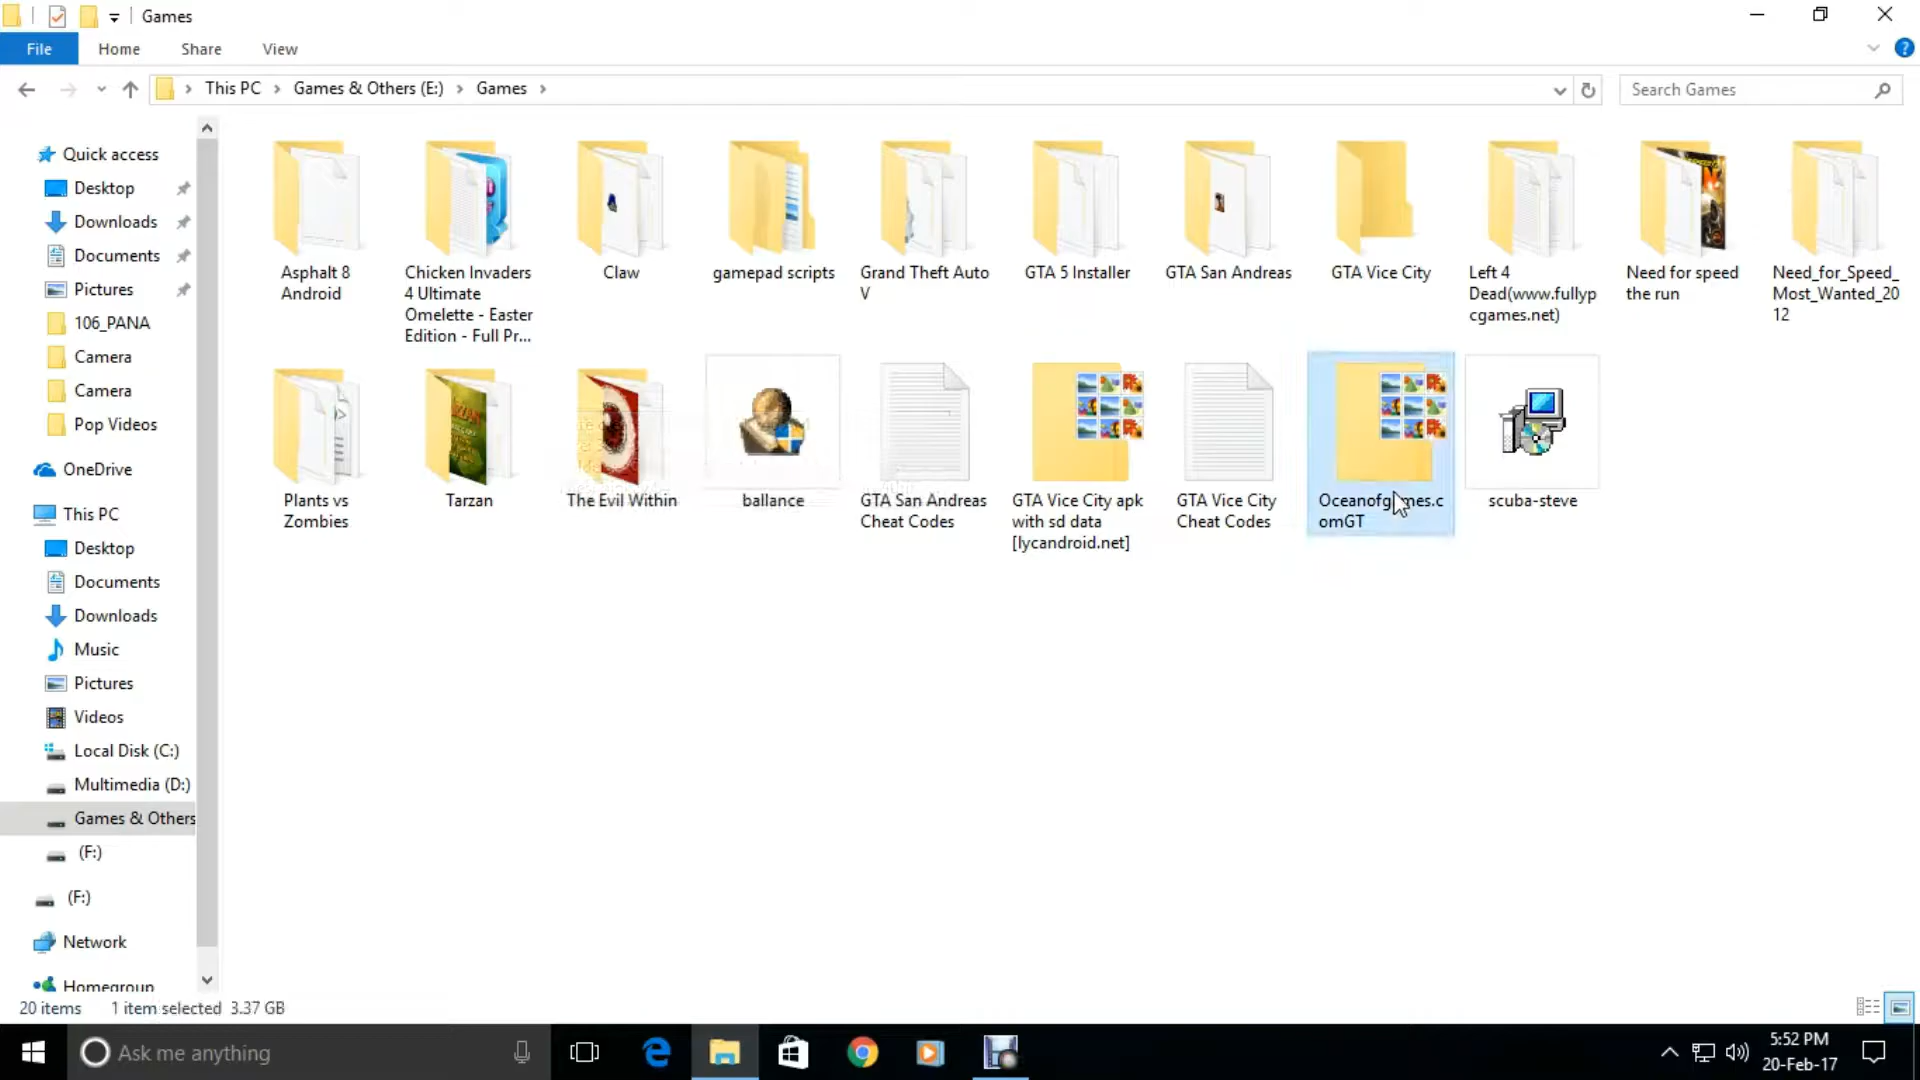 Games
File
Home
Share
View
This PC
Games & Others (E:)
Games
Search Games
Quick access
Desktop
Downloads
Documents
Pictures
106_PANA
Camera
Camera
Pop Videos
OneDrive
This PC
Desktop
Documents
Downloads
Music
Pictures
Videos
Local Disk (C:)
Multimedia (D:)
Games & Others
(F:)
(F:)
Network
Homegroup
Asphalt 8
Android
Chicken Invaders
4 Ultimate
Omelette - Easter
Edition - Full Pr...
Claw
gamepad scripts
Grand Theft Auto
V
GTA 5 Installer
GTA San Andreas
GTA Vice City
Left 4
Dead(www.fullyp
cgames.net)
Need for speed
the run
Need_for_Speed_
Most_Wanted_20
12
Plants vs
Zombies
Tarzan
The Evil Within
ballance
GTA San Andreas
Cheat Codes
GTA Vice City apk
with sd data
[lycandroid.net]
GTA Vice City
Cheat Codes
Oceanofgames.c
omGT
scuba-steve
20 items
1 item selected 3.37 GB
Ask me anything
5:52 PM
20-Feb-17